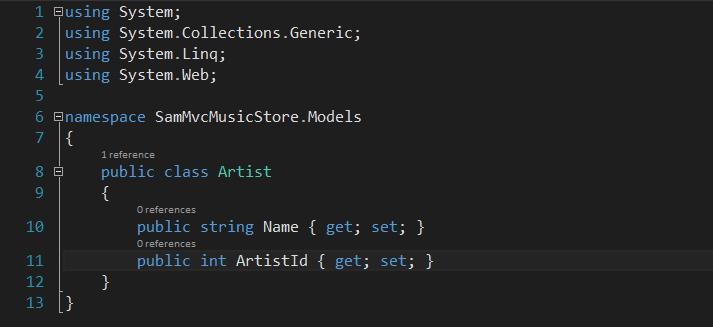 1 using System;
2 using System.Collections.Generic;
3 using System.Linq;
4 using System.Web;
5
6 namespace SamMvcMusicStore.Models
7 {
1 reference
8 public class Artist
9 {
0 references
10 public string Name { get; set; }
0 references
11 public int ArtistId { get; set; }
12 }
13 }